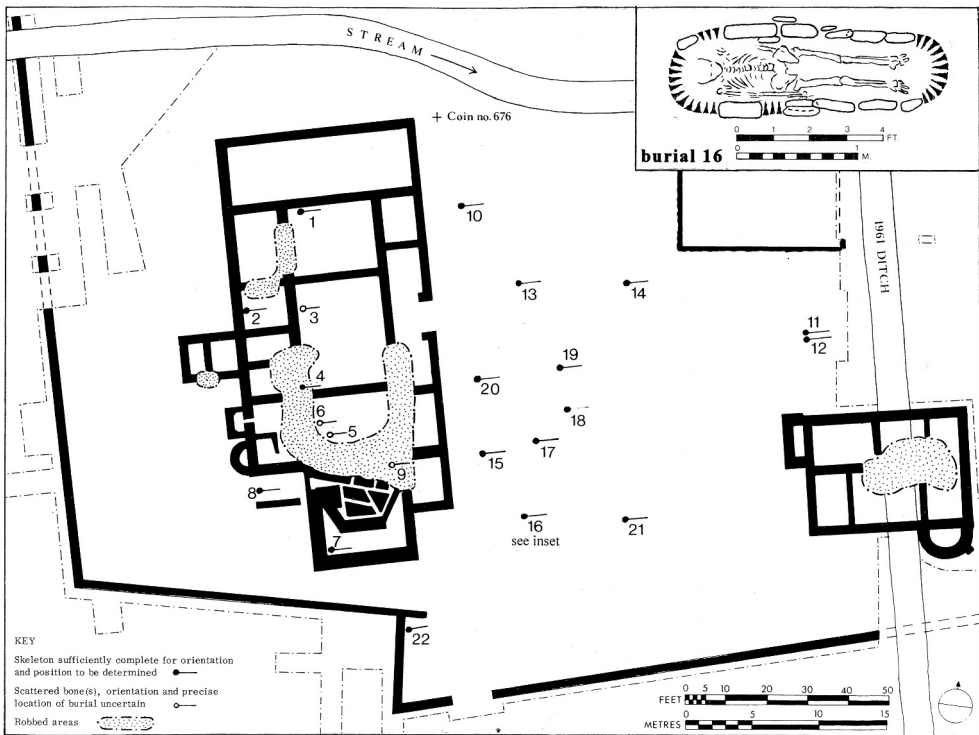 STREAM
+ Coin no. 676
0 1 2 3 4 FT.
0 1 M.
burial 16
1
10
1961 DITCH
13
14
2
3
11
12
19
20
4
18
6
5
17
15
9
8
16
see inset
21
7
22
KEY
Skeleton sufficiently complete for orientation
and position to be determined
Scattered bone(s), orientation and precise
location of burial uncertain
Robbed areas
FEET 0 5 10 20 30 40 50
METRES 0 5 10 15